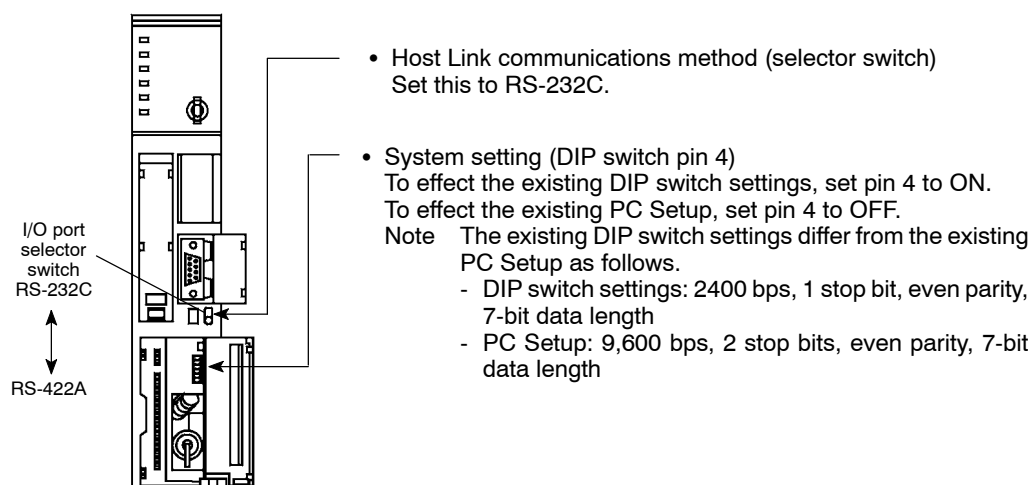 • Host Link communications method (selector switch)
Set this to RS-232C.
• System setting (DIP switch pin 4)
To effect the existing DIP switch settings, set pin 4 to ON.
To effect the existing PC Setup, set pin 4 to OFF.
Note The existing DIP switch settings differ from the existing
PC Setup as follows.
- DIP switch settings: 2400 bps, 1 stop bit, even parity,
7-bit data length
- PC Setup: 9,600 bps, 2 stop bits, even parity, 7-bit
data length
I/O port
selector
switch
RS-232C
RS-422A